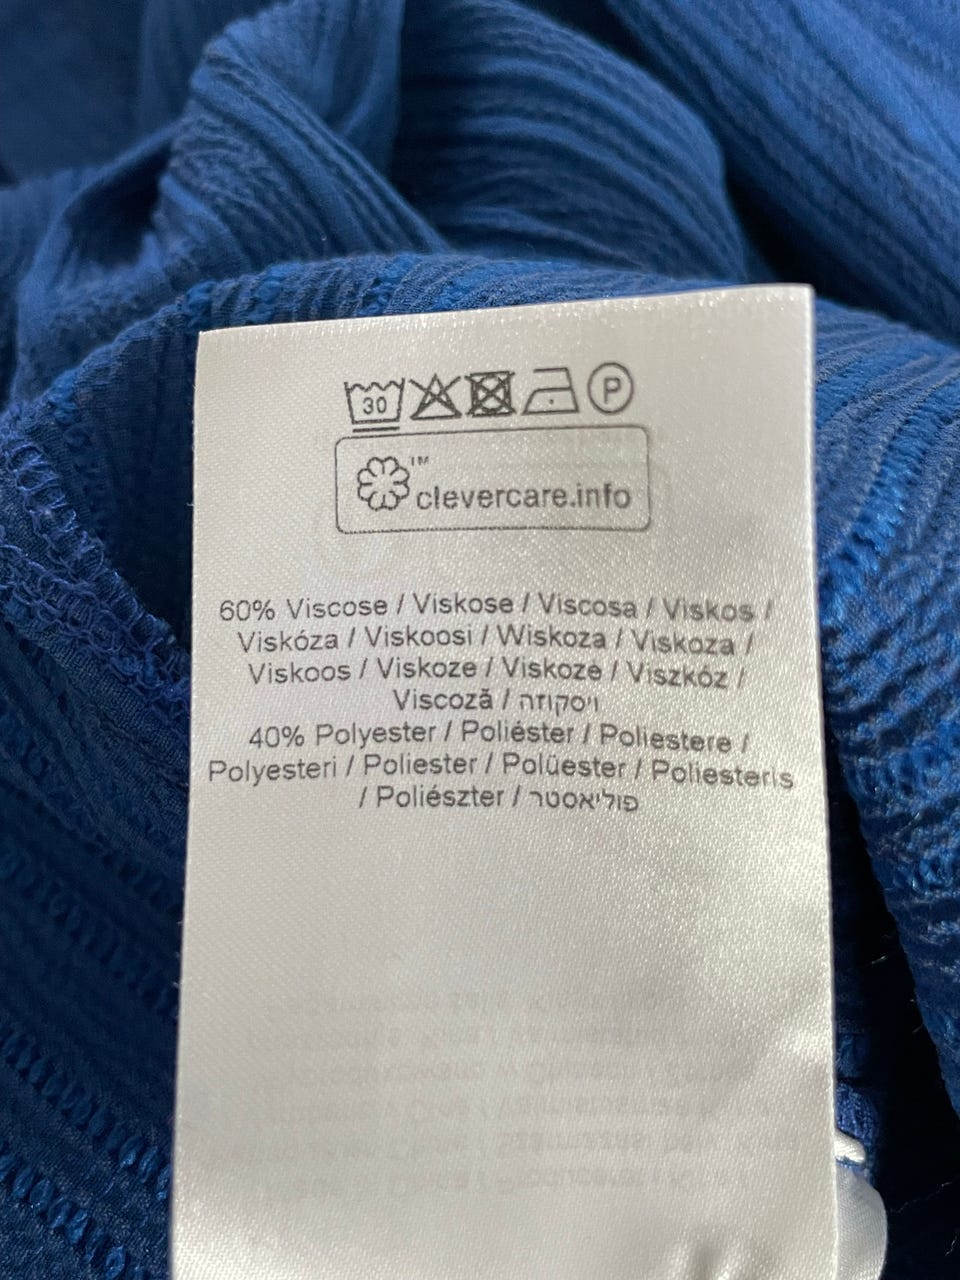 30 P
™
clevercare.info
60% Viscose / Viskose / Viscosa / Viskos /
Viskóza / Viskoosi / Wiskoza / Viskoza /
Viskoos / Viskoze / Viskozė / Viszkóz /
Viscoză / ויסקוזה
40% Polyester / Poliéster / Poliestere /
Polyesteri / Poliester / Polüester / Poliesteris
/ Poliészter / פוליאסטר